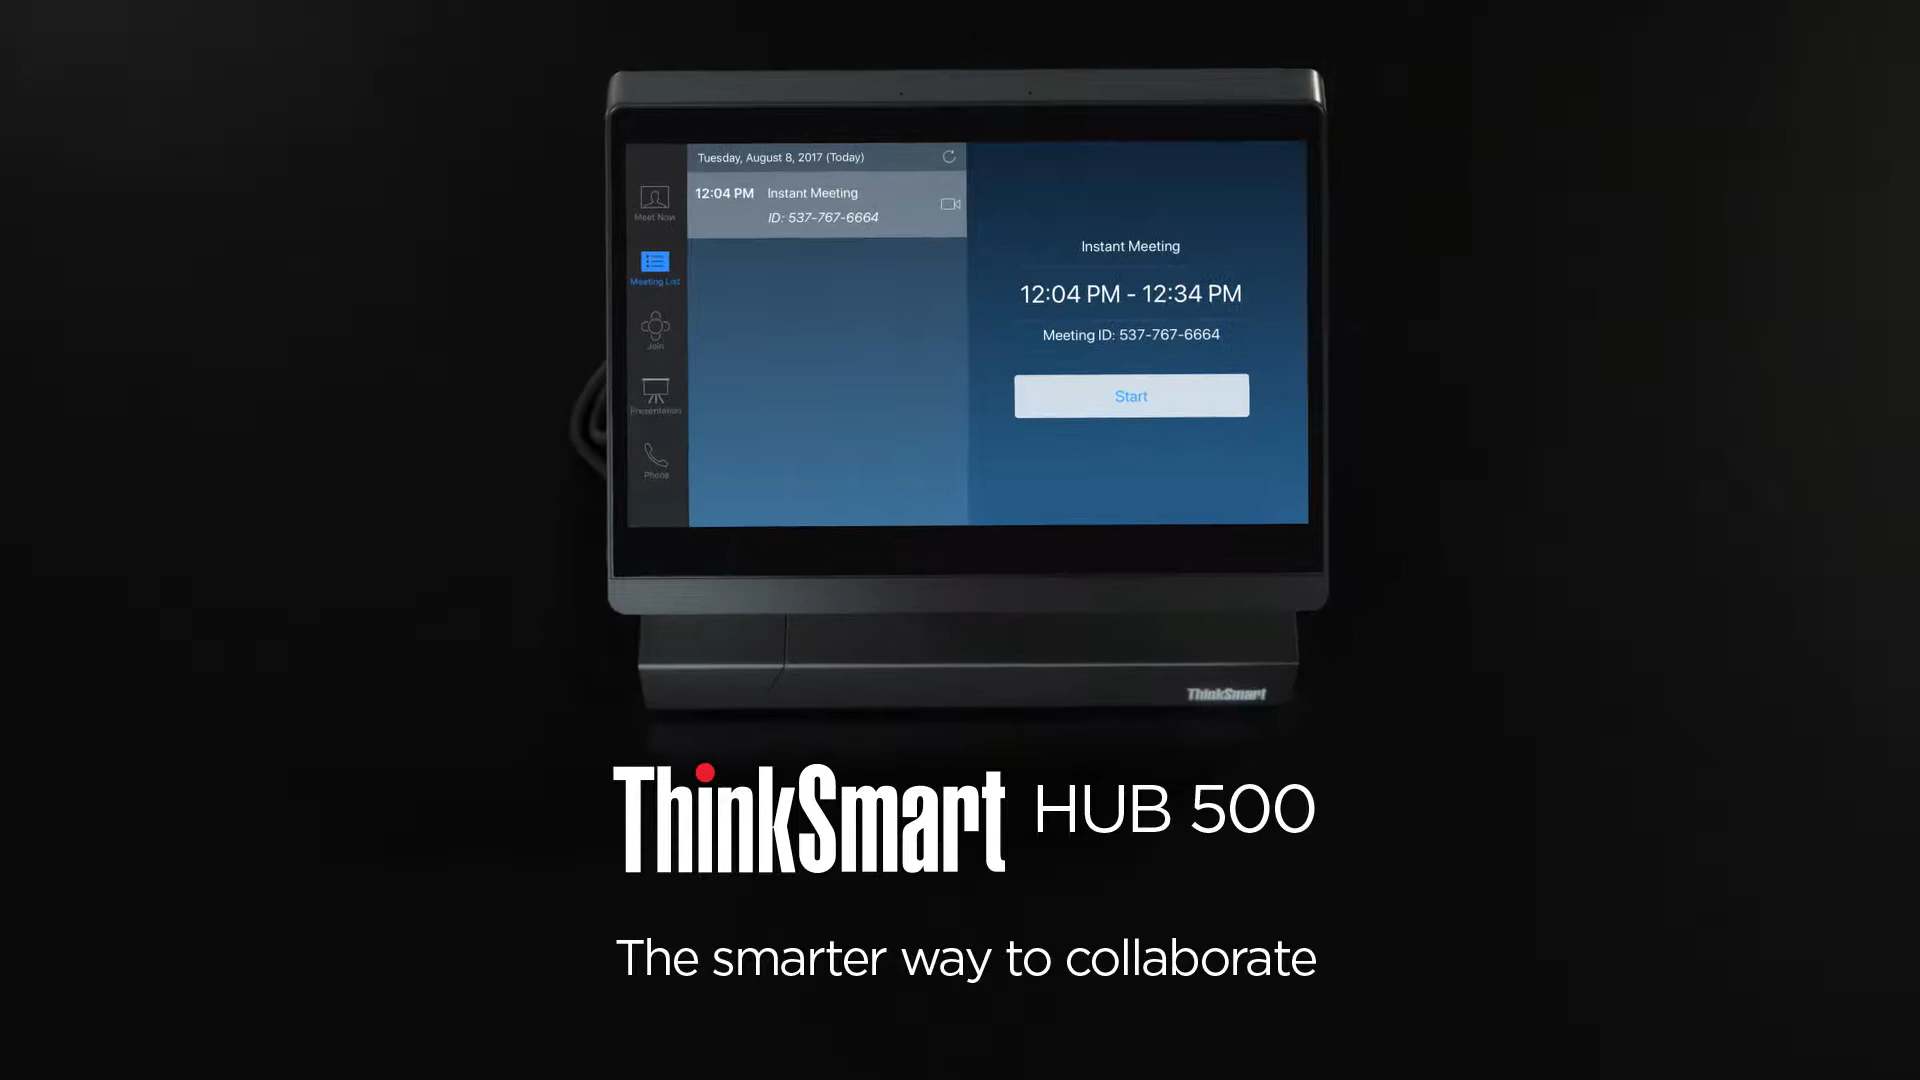 Tuesday, August 8, 2017 (Today)
12:04 PM Instant Meeting
ID: 537-767-6664
Meet Now
Meeting List
Join
Presentation
Phone
Instant Meeting
12:04 PM - 12:34 PM
Meeting ID: 537-767-6664
Start
ThinkSmart
ThinkSmart HUB 500
The smarter way to collaborate